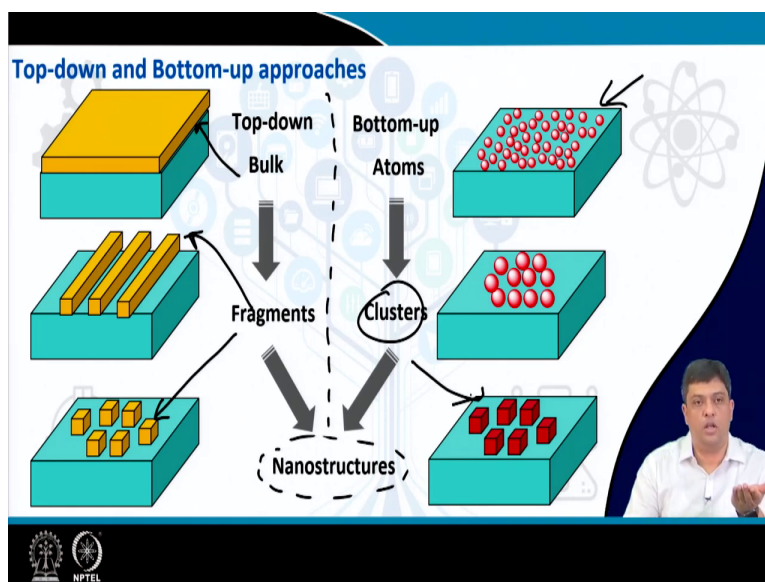 Top-down and Bottom-up approaches
Top-down
Bulk
Bottom-up
Atoms
Fragments
Clusters
Nanostructures
NPTEL